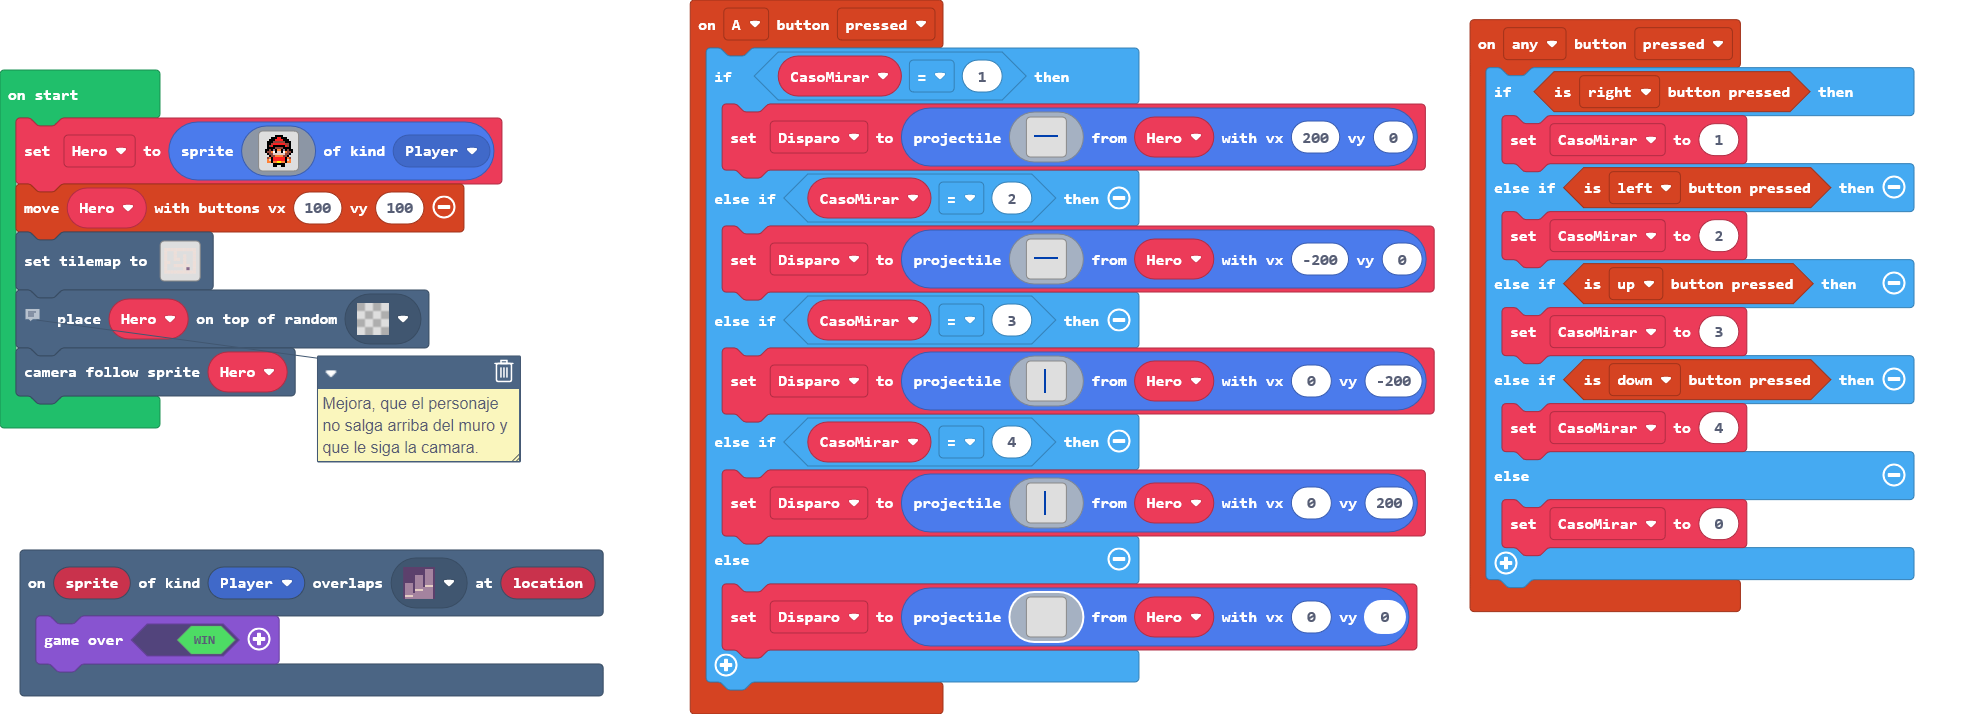 on start
set Hero to sprite of kind Player
move Hero with buttons vx 100 vy 100
set tilemap to
place Hero on top of random
camera follow sprite Hero
Mejora, que el personaje
no salga arriba del muro y
que le siga la camara.
on sprite of kind Player overlaps at location
game over WIN
on A button pressed
if CasoMirar = 1 then
set Disparo to projectile from Hero with vx 200 vy 0
else if CasoMirar = 2 then
set Disparo to projectile from Hero with vx -200 vy 0
else if CasoMirar = 3 then
set Disparo to projectile from Hero with vx 0 vy -200
else if CasoMirar = 4 then
set Disparo to projectile from Hero with vx 0 vy 200
else
set Disparo to projectile from Hero with vx 0 vy 0
on any button pressed
if is right button pressed then
set CasoMirar to 1
else if is left button pressed then
set CasoMirar to 2
else if is up button pressed then
set CasoMirar to 3
else if is down button pressed then
set CasoMirar to 4
else
set CasoMirar to 0